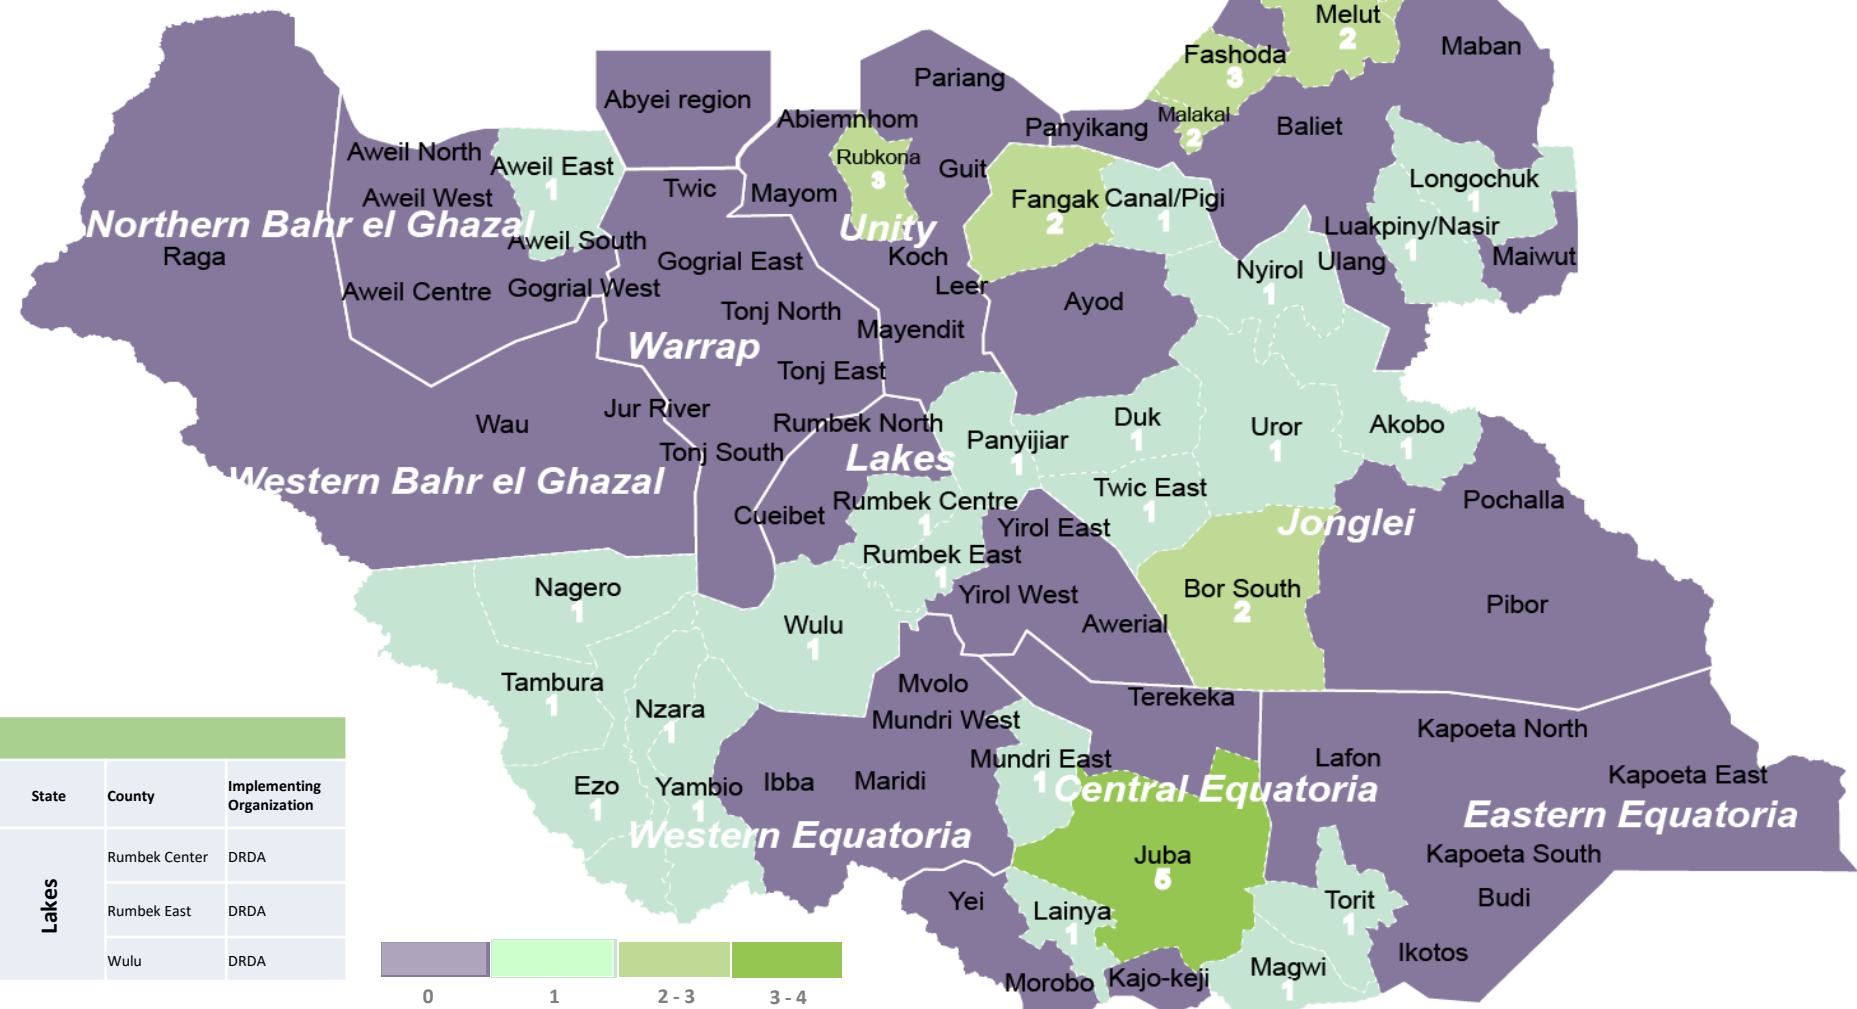 Melut
2
Maban
Fashoda
3
Pariang
Abyei region
Malakal
2
Abiemnhom
Panyikang
Baliet
Aweil North
Aweil East
1
Rubkona
3
Guit
Twic
Mayom
Aweil West
Fangak
2
Canal/Pigi
1
Longochuk
1
Northern Bahr el Ghazal
Unity
Luakpiny/Nasir
1
Aweil South
Raga
Koch
Gogrial East
Nyirol
1
Ulang
Maiwut
Leer
Aweil Centre
Gogrial West
Ayod
Tonj North
Mayendit
Warrap
Tonj East
Jur River
Wau
Rumbek North
Duk
1
Uror
1
Akobo
1
Panyijiar
1
Tonj South
Lakes
Western Bahr el Ghazal
Twic East
1
Pochalla
Rumbek Centre
1
Cueibet
Yirol East
Jonglei
Rumbek East
1
Nagero
1
Yirol West
Bor South
2
Pibor
Wulu
1
Awerial
Tambura
1
Mvolo
Terekeka
Nzara
1
Mundri West
Kapoeta North
Mundri East
1
Lafon
Kapoeta East
Ezo
1
Yambio
1
Ibba
Maridi
Central Equatoria
Eastern Equatoria
Western Equatoria
Juba
5
Kapoeta South
Yei
Lainya
1
Torit
1
Budi
Ikotos
Magwi
1
Morobo
Kajo-keji
State
County
Implementing
Organization
Lakes
Rumbek Center
DRDA
Rumbek East
DRDA
Wulu
DRDA
0
1
2 - 3
3 - 4